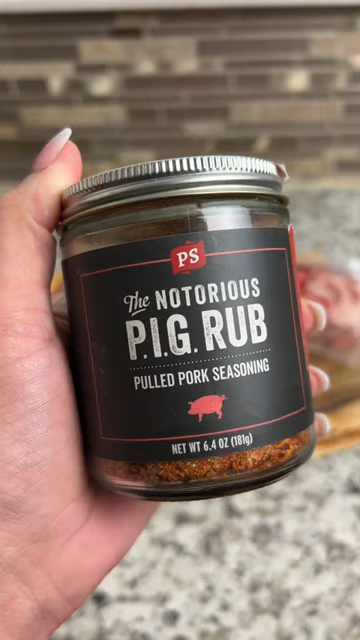 PS
The NOTORIOUS
P.I.G. RUB
PULLED PORK SEASONING
NET WT 6.4 OZ (181g)